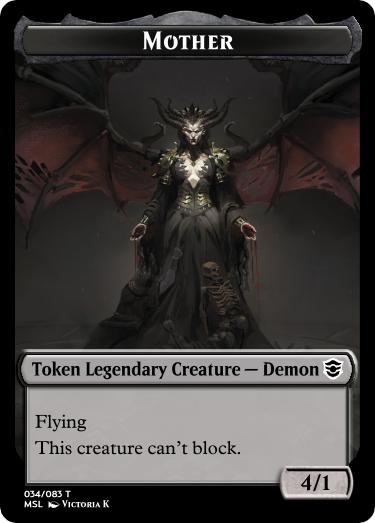 Mother
Token Legendary Creature — Demon
Flying
This creature can't block.
4/1
034/083 T
MSL Victoria K